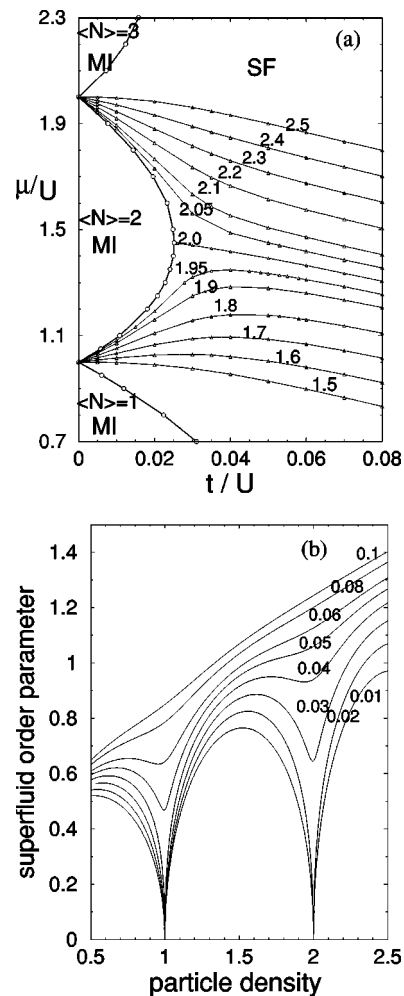 2.3
<N>=3
MI
(a)
SF
1.9
2.5
2.4
2.3
2.2
2.1
2.05
μ/U
1.5
<N>=2
MI
2.0
1.95
1.9
1.8
1.7
1.6
1.5
1.1
<N>=1
MI
0.7
0 0.02 0.04 0.06 0.08
t / U
(b)
1.4
0.1
0.08
1.2
0.06
0.05
1
0.04
0.03
0.01
0.02
0.8
0.6
0.4
0.2
0
superfluid order parameter
0.5 1 1.5 2 2.5
particle density